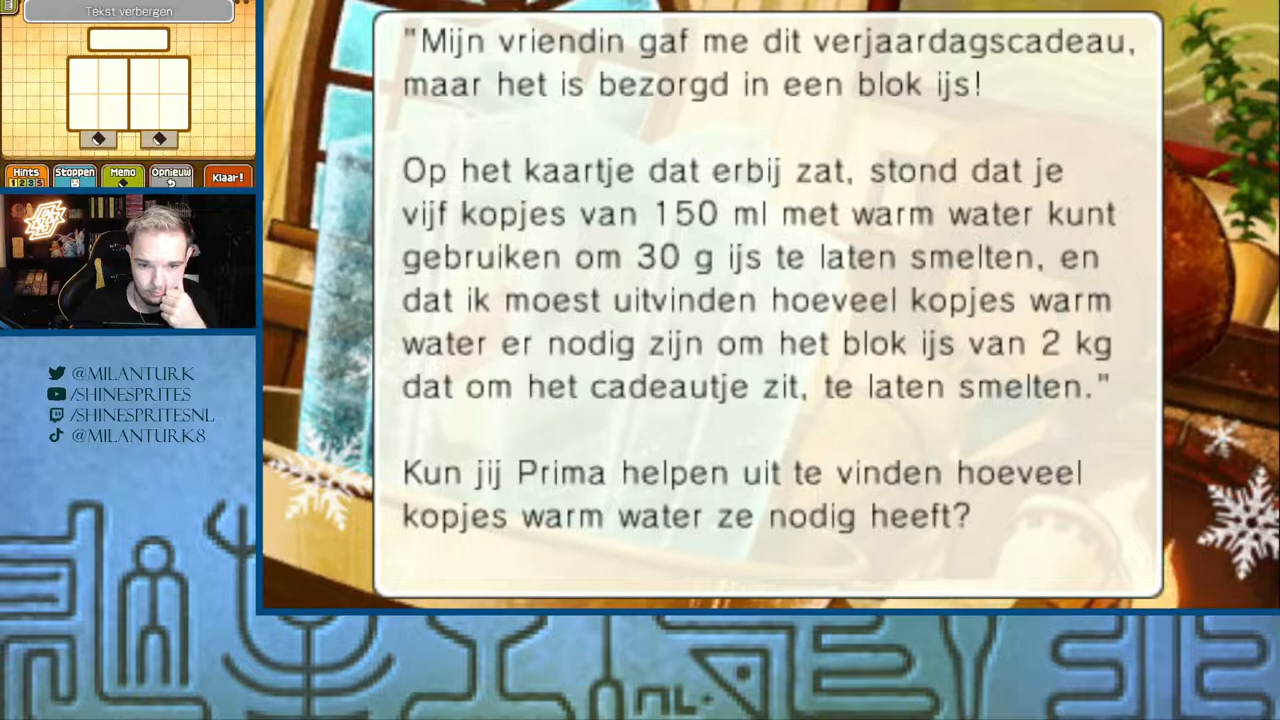 Tekst verbergen
"Mijn vriendin gaf me dit verjaardagscadeau,
maar het is bezorgd in een blok ijs!
Op het kaartje dat erbij zat, stond dat je
vijf kopjes van 150 ml met warm water kunt
gebruiken om 30 g ijs te laten smelten, en
dat ik moest uitvinden hoeveel kopjes warm
water er nodig zijn om het blok ijs van 2 kg
dat om het cadeautje zit, te laten smelten."
Kun jij Prima helpen uit te vinden hoeveel
kopjes warm water ze nodig heeft?
Hints
1 2 3 S
Stoppen
Memo
Opnieuw
Klaar!
@MILANTURK
/SHINESPRITES
/SHINESPRITESNL
@MILANTURK8